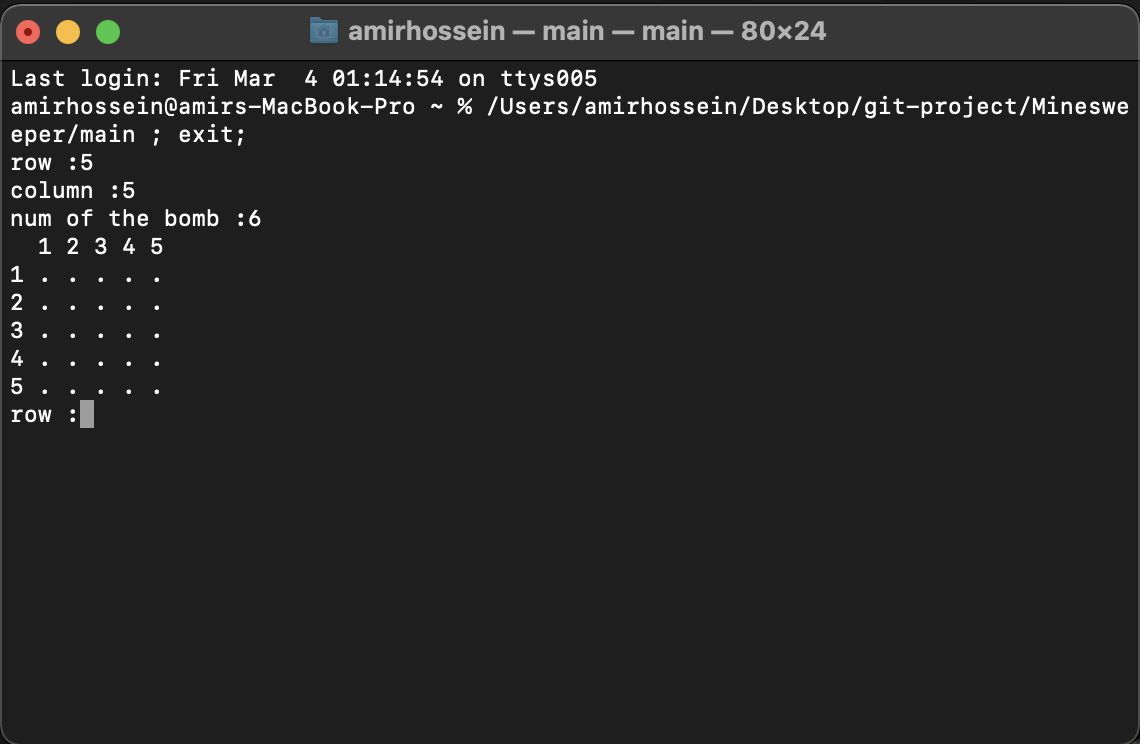 amirhossein — main — main — 80×24
Last login: Fri Mar  4 01:14:54 on ttys005
amirhossein@amirs-MacBook-Pro ~ % /Users/amirhossein/Desktop/git-project/Mineswe
eper/main ; exit;
row :5
column :5
num of the bomb :6
  1 2 3 4 5
1 . . . . .
2 . . . . .
3 . . . . .
4 . . . . .
5 . . . . .
row :